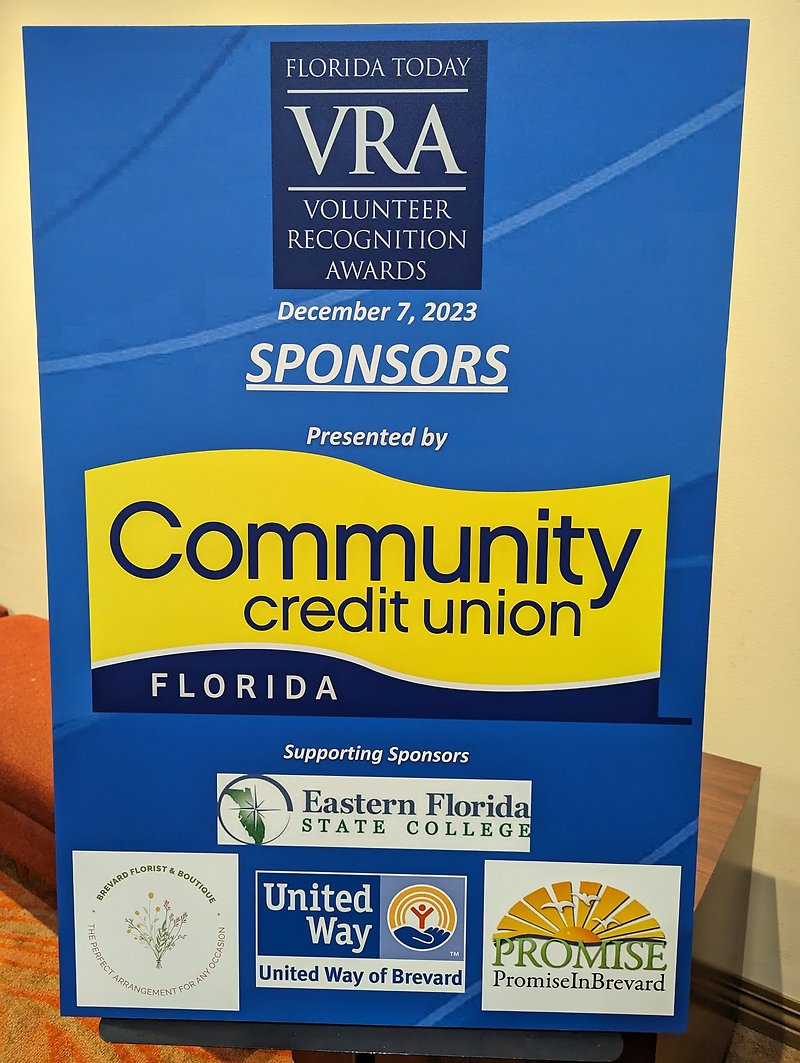 FLORIDA TODAY
VRA
VOLUNTEER
RECOGNITION
AWARDS
December 7, 2023
SPONSORS
Presented by
Community
credit union
FLORIDA
Supporting Sponsors
Eastern Florida
STATE COLLEGE
BREVARD FLORIST & BOUTIQUE
THE PERFECT ARRANGEMENT FOR ANY OCCASION
United
Way
TM
United Way of Brevard
PROMISE
PromiseInBrevard